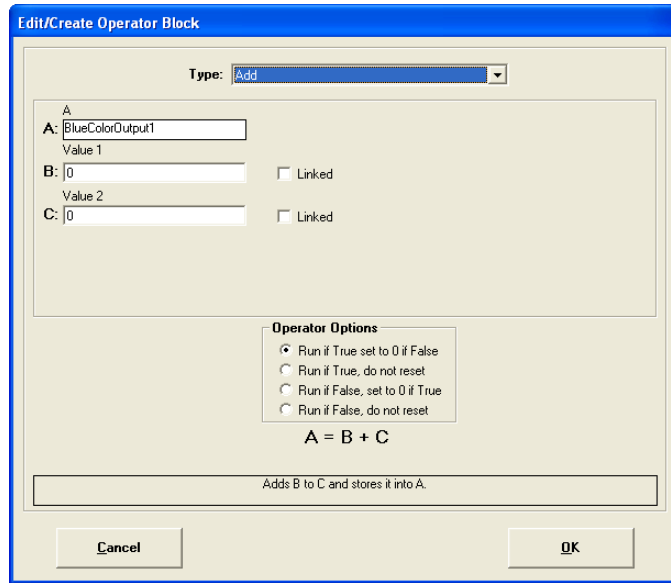 Edit/Create Operator Block
Type: Add
A
A: BlueColorOutput1
Value 1
B: 0 Linked
Value 2
C: 0 Linked
Operator Options
Run if True set to 0 if False
Run if True, do not reset
Run if False, set to 0 if True
Run if False, do not reset
A = B + C
Adds B to C and stores it into A.
Cancel OK